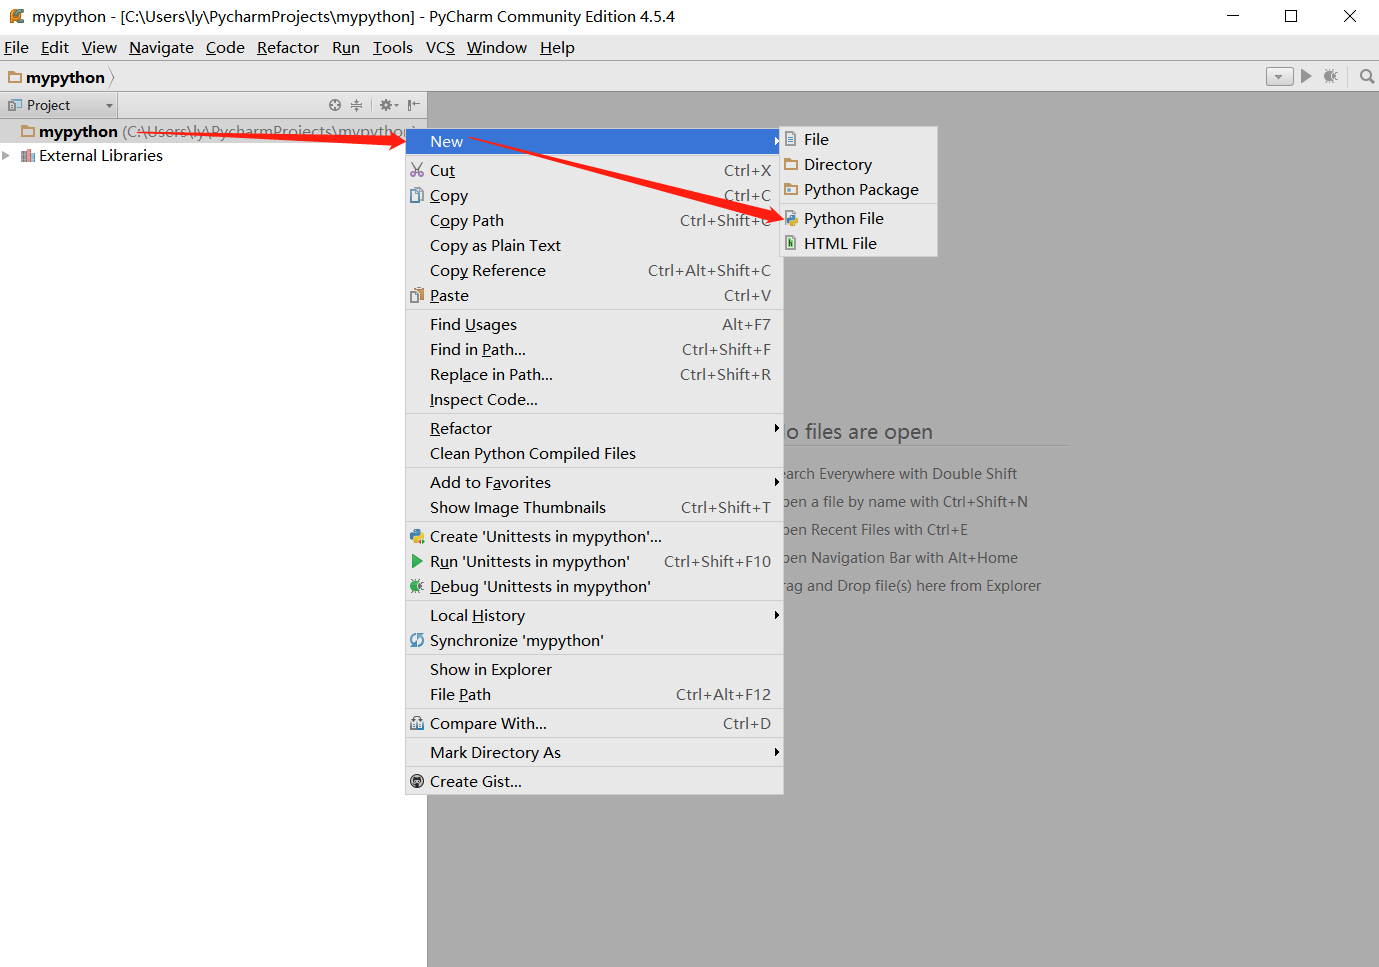 mypython - [C:\Users\ly\PycharmProjects\mypython] - PyCharm Community Edition 4.5.4
File Edit View Navigate Code Refactor Run Tools VCS Window Help
mypython
Project
mypython (C:\Users\ly\PycharmProjects\mypython)
External Libraries
New
Cut Ctrl+X
Copy Ctrl+C
Copy Path Ctrl+Shift+C
Copy as Plain Text
Copy Reference Ctrl+Alt+Shift+C
Paste Ctrl+V
Find Usages Alt+F7
Find in Path... Ctrl+Shift+F
Replace in Path... Ctrl+Shift+R
Inspect Code...
Refactor
Clean Python Compiled Files
Add to Favorites
Show Image Thumbnails Ctrl+Shift+T
Create 'Unittests in mypython'...
Run 'Unittests in mypython' Ctrl+Shift+F10
Debug 'Unittests in mypython'
Local History
Synchronize 'mypython'
Show in Explorer
File Path Ctrl+Alt+F12
Compare With... Ctrl+D
Mark Directory As
Create Gist...
File
Directory
Python Package
Python File
HTML File
o files are open
arch Everywhere with Double Shift
pen a file by name with Ctrl+Shift+N
pen Recent Files with Ctrl+E
pen Navigation Bar with Alt+Home
rag and Drop file(s) here from Explorer